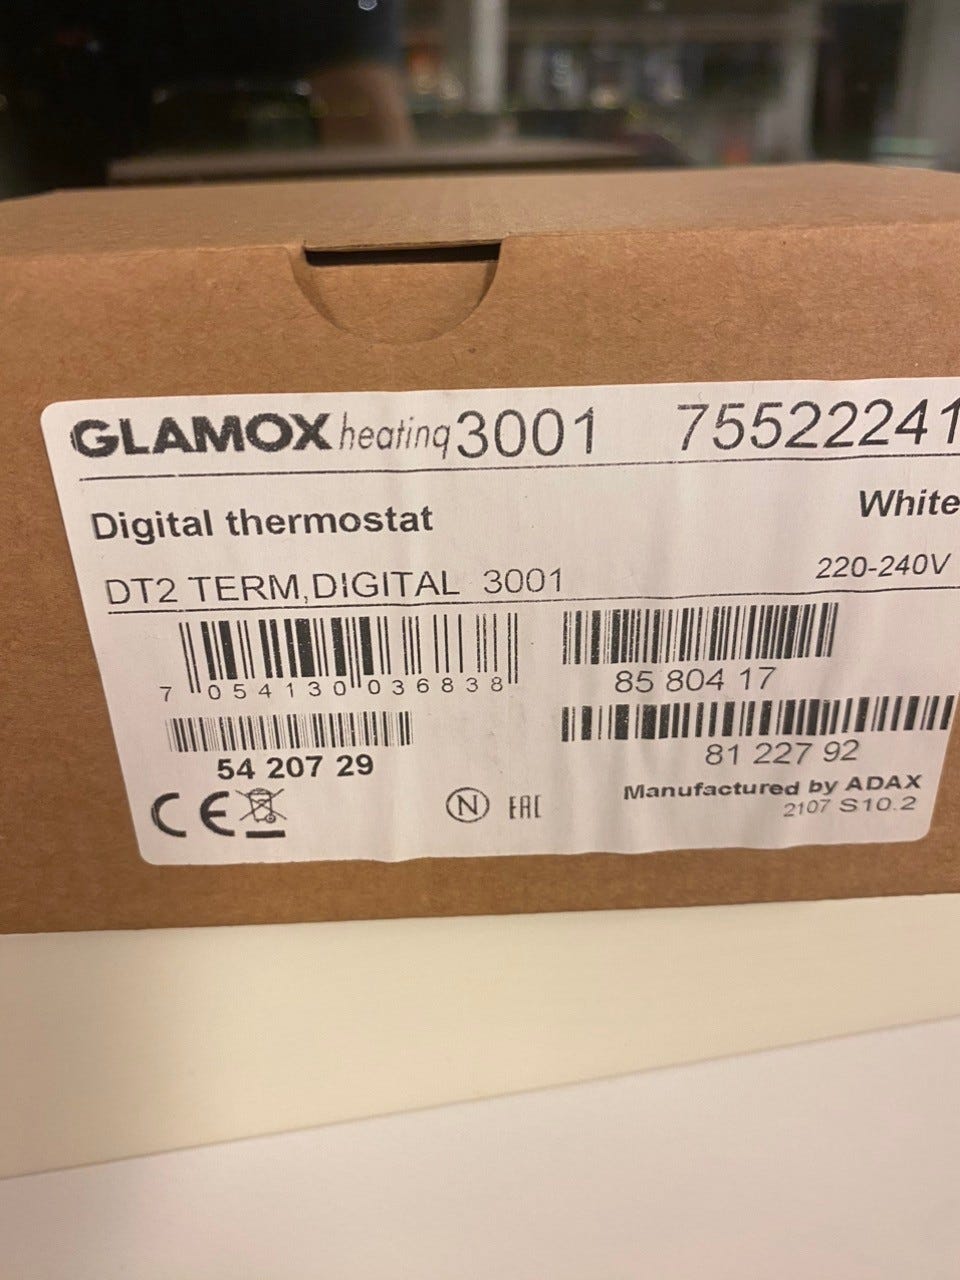 GLAMOX heating 3001 75522241
Digital thermostat White
DT2 TERM,DIGITAL 3001 220-240V
7 054130 036838
85 804 17
54 207 29
81 227 92
CE N EAC
Manufactured by ADAX
2107 S10.2